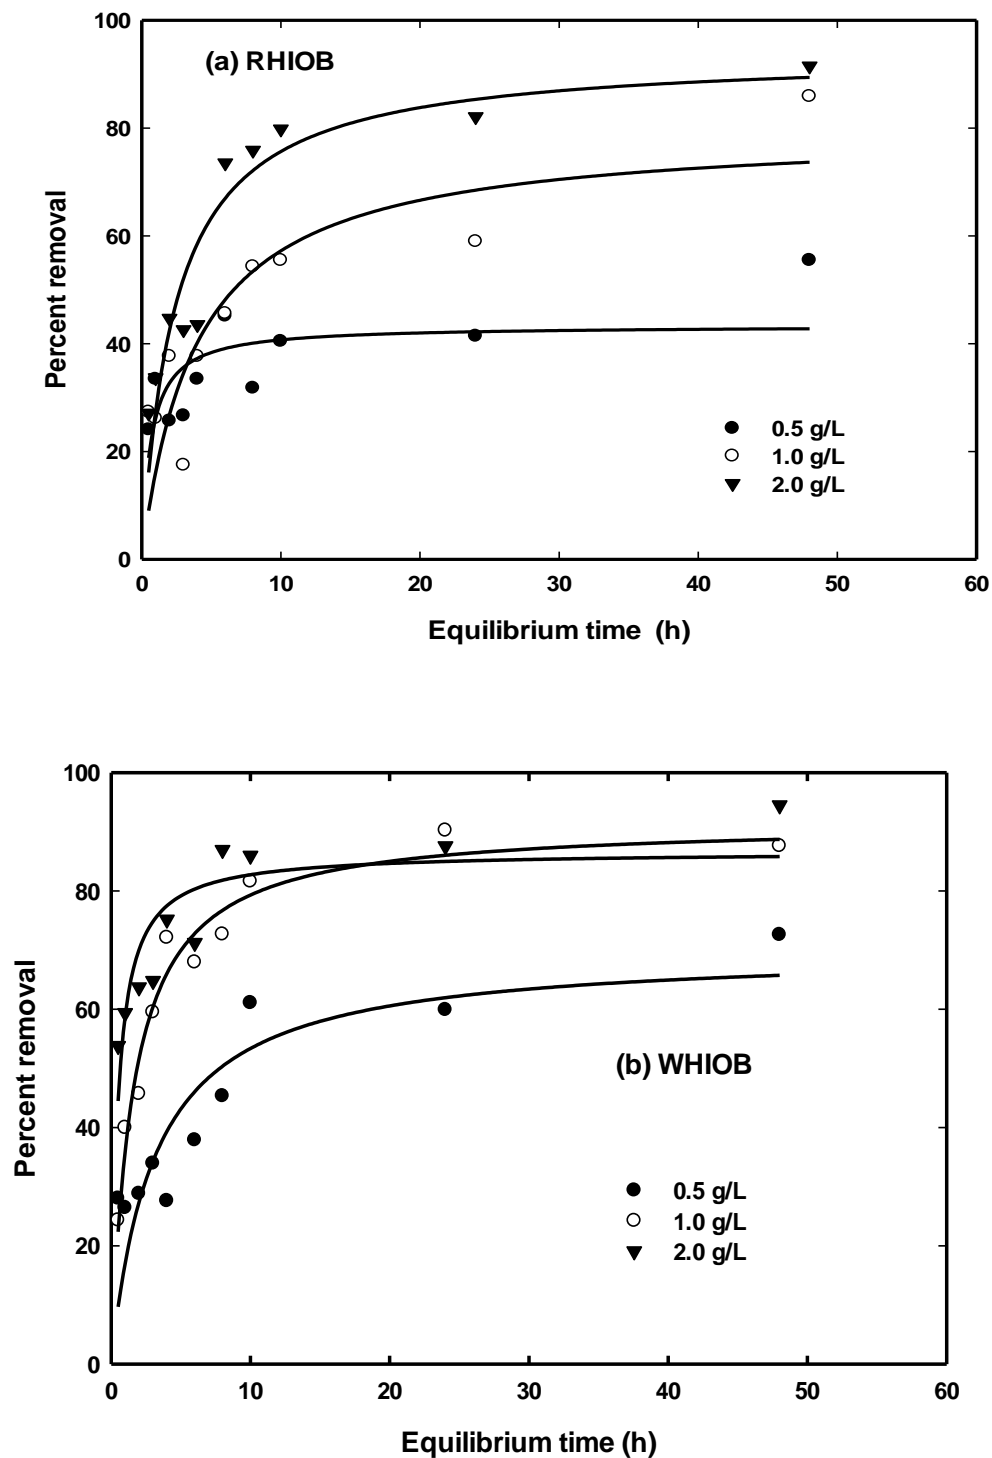 100
(a) RHIOB
80
60
Percent removal
40
0.5 g/L
20
1.0 g/L
2.0 g/L
0
0 10 20 30 40 50 60
Equilibrium time (h)
100
80
60
Percent removal
(b) WHIOB
40
0.5 g/L
1.0 g/L
20
2.0 g/L
0
0 10 20 30 40 50 60
Equilibrium time (h)